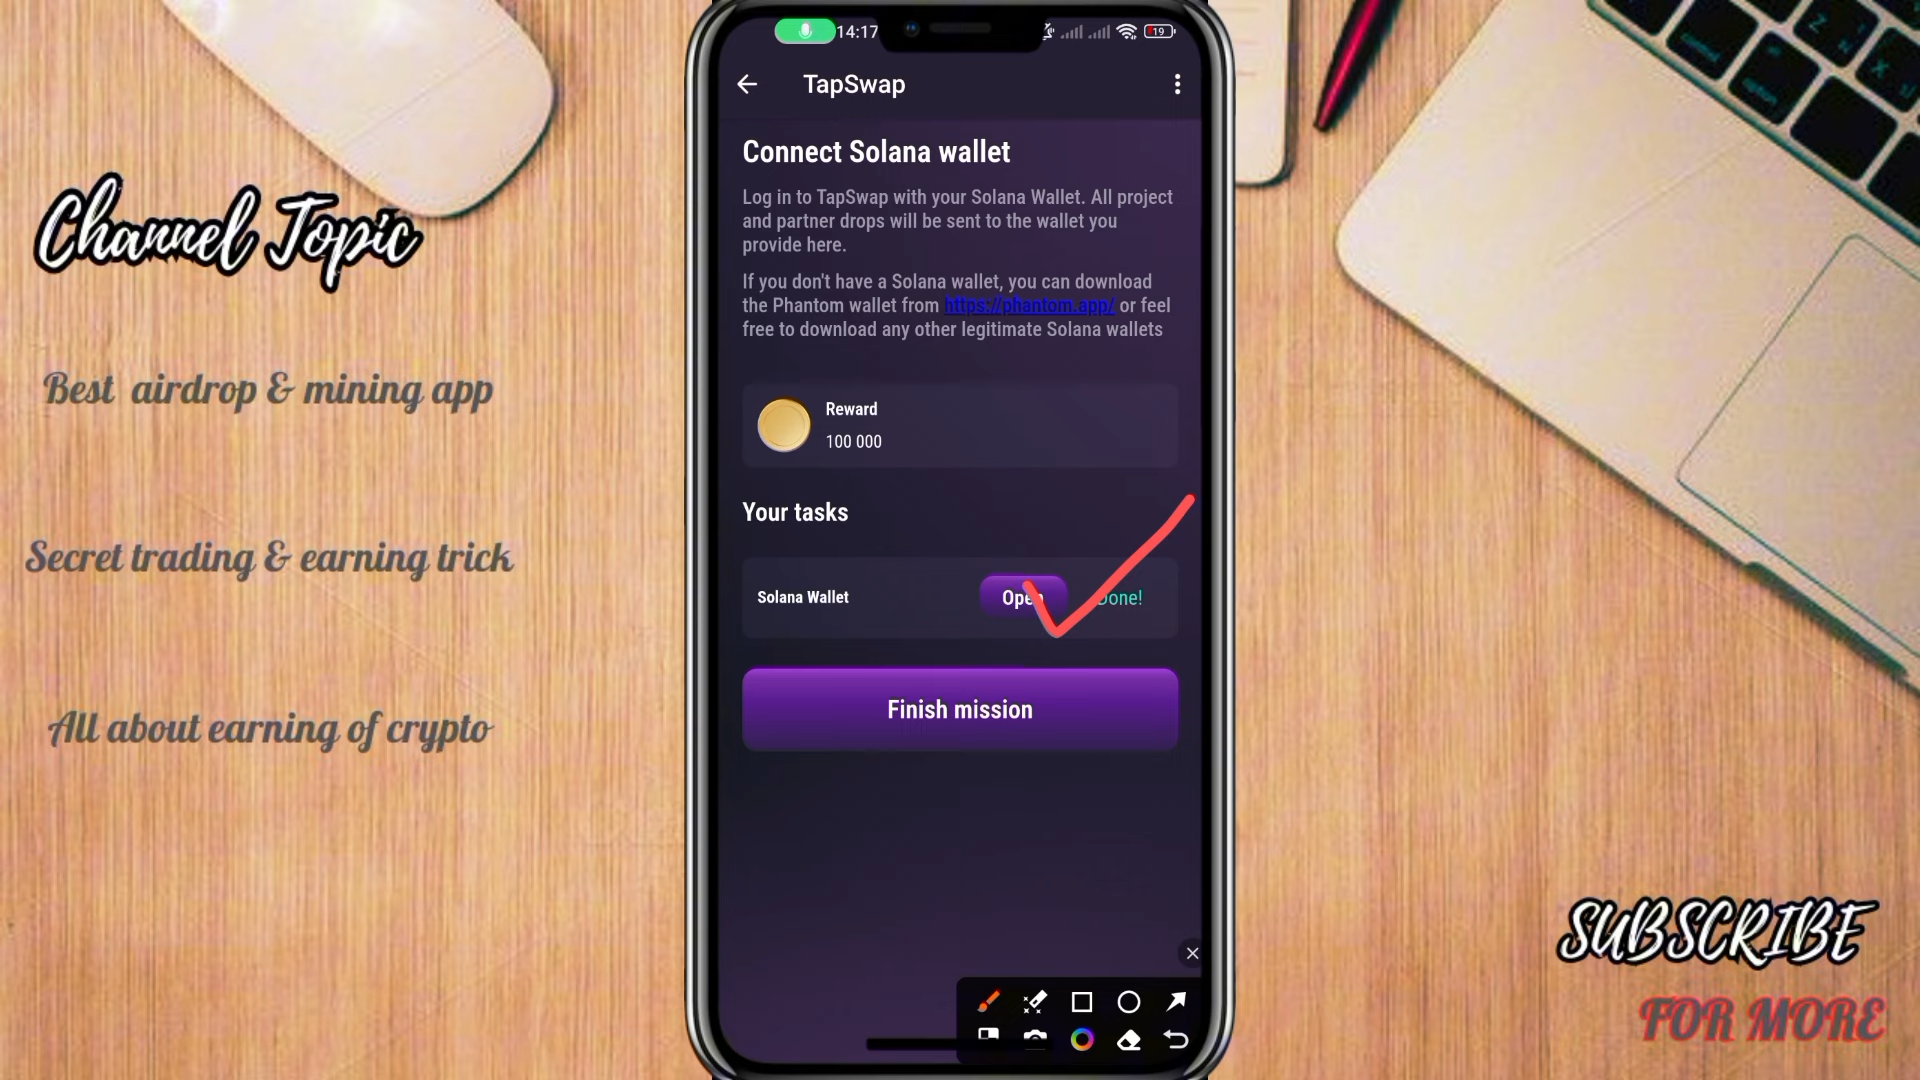 Channel Topic
Best airdrop & mining app
Secret trading & earning trick
All about earning of crypto
14:17
19
TapSwap
Connect Solana wallet
Log in to TapSwap with your Solana Wallet. All project
and partner drops will be sent to the wallet you
provide here.
If you don't have a Solana wallet, you can download
the Phantom wallet from https://phantom.app/ or feel
free to download any other legitimate Solana wallets
Reward
100 000
Your tasks
Solana Wallet
Open
Done!
Finish mission
SUBSCRIBE
FOR MORE
option
Z
X